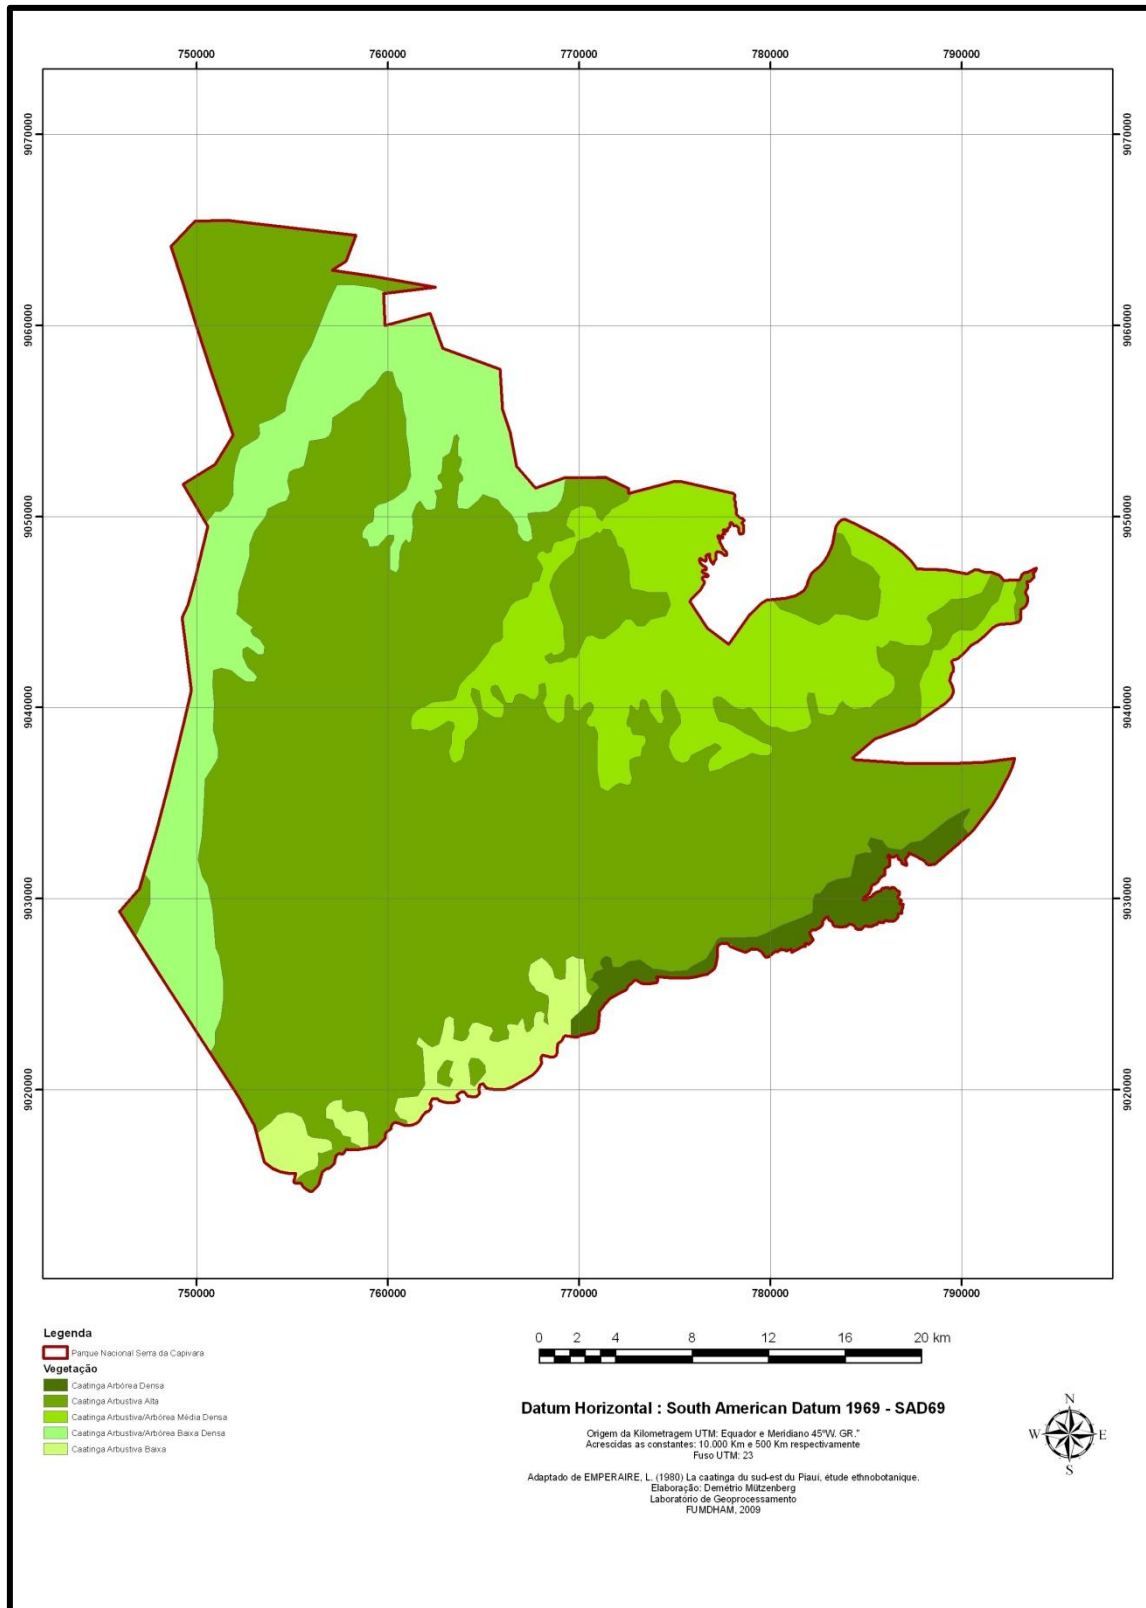 750000 760000 770000 780000 790000
9070000 9070000
9060000 9060000
9050000 9050000
9040000 9040000
9030000 9030000
9020000 9020000
750000 760000 770000 780000 790000
Legenda
Parque Nacional Serra da Capivara
Vegetação
Caatinga Arbórea Densa
Caatinga Arbustiva Alta
Caatinga Arbustiva/Arbórea Média Densa
Caatinga Arbustiva/Arbórea Baixa Densa
Caatinga Arbustiva Baixa
0 2 4 8 12 16 20 km
Datum Horizontal : South American Datum 1969 - SAD69
Origem da Kilometragem UTM: Equador e Meridiano 45ºW. GR."
Acrescidas as constantes: 10.000 Km e 500 Km respectivamente
Fuso UTM: 23
Adaptado de EMPERAIRE, L. (1980) La caatinga du sud-est du Piaui, étude ethnobotanique.
Elaboração: Demétrio Mützenberg
Laboratório de Geoprocessamento
FUMDHAM, 2009
N
W E
S